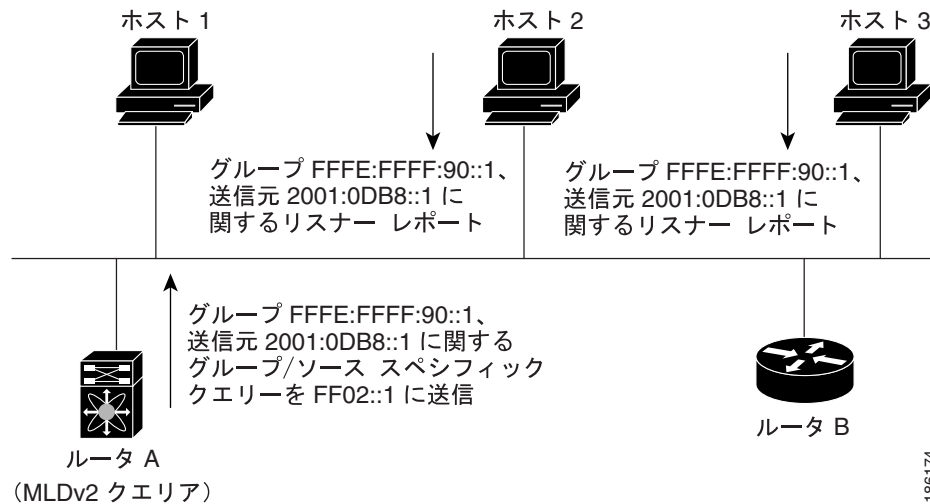 ホスト 1
ホスト 2
ホスト 3
グループ FFFE:FFFF:90::1、
送信元 2001:0DB8::1 に
関するリスナー レポート
グループ FFFE:FFFF:90::1、
送信元 2001:0DB8::1 に
関するリスナー レポート
グループ FFFE:FFFF:90::1、
送信元 2001:0DB8::1 に関する
グループ/ソース スペシフィック
クエリーを FF02::1 に送信
ルータ A
（MLDv2 クエリア）
ルータ B
186174